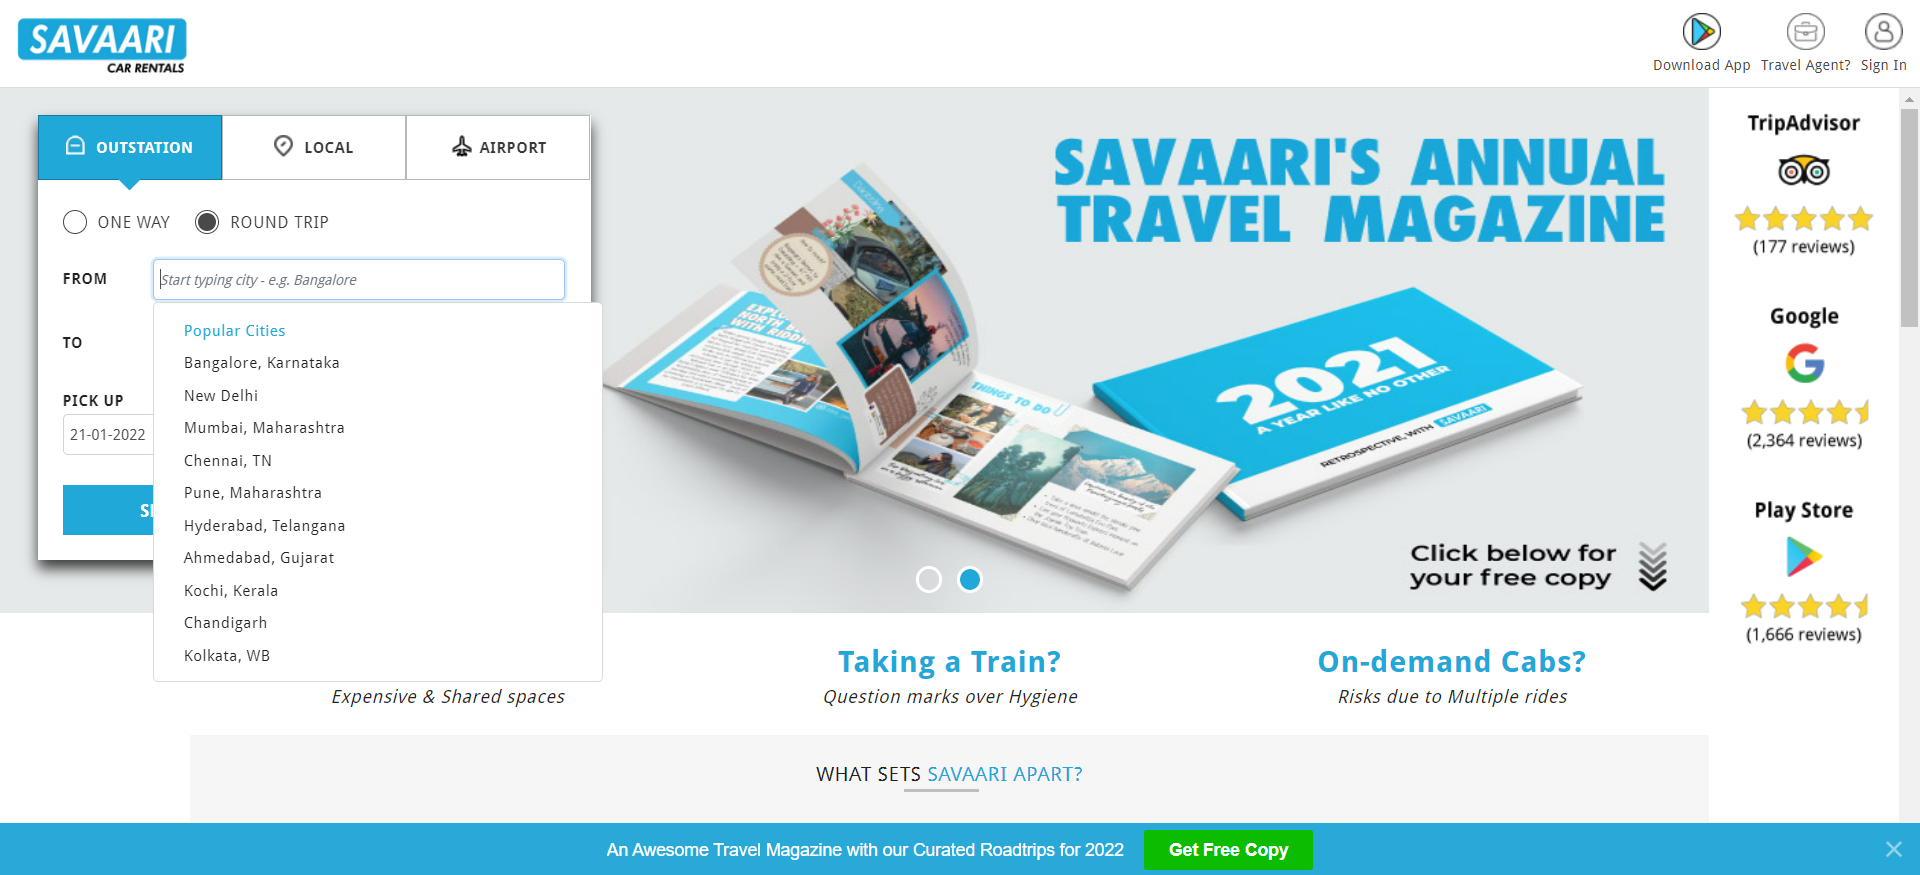 SAVAARI
CAR RENTALS
Download App
Travel Agent?
Sign In
OUTSTATION
LOCAL
AIRPORT
ONE WAY
ROUND TRIP
FROM
Start typing city - e.g. Bangalore
Popular Cities
Bangalore, Karnataka
New Delhi
Mumbai, Maharashtra
Chennai, TN
Pune, Maharashtra
Hyderabad, Telangana
Ahmedabad, Gujarat
Kochi, Kerala
Chandigarh
Kolkata, WB
TO
PICK UP
21-01-2022
SAVAARI'S ANNUAL
TRAVEL MAGAZINE
NORTH
WITH
THINGS TO DO
2021
A YEAR LIKE NO OTHER
RETROSPECTIVE, WITH SAVAARI
Click below for
your free copy
TripAdvisor
(177 reviews)
Google
(2,364 reviews)
Play Store
(1,666 reviews)
Expensive & Shared spaces
Taking a Train?
Question marks over Hygiene
On-demand Cabs?
Risks due to Multiple rides
WHAT SETS SAVAARI APART?
An Awesome Travel Magazine with our Curated Roadtrips for 2022
Get Free Copy